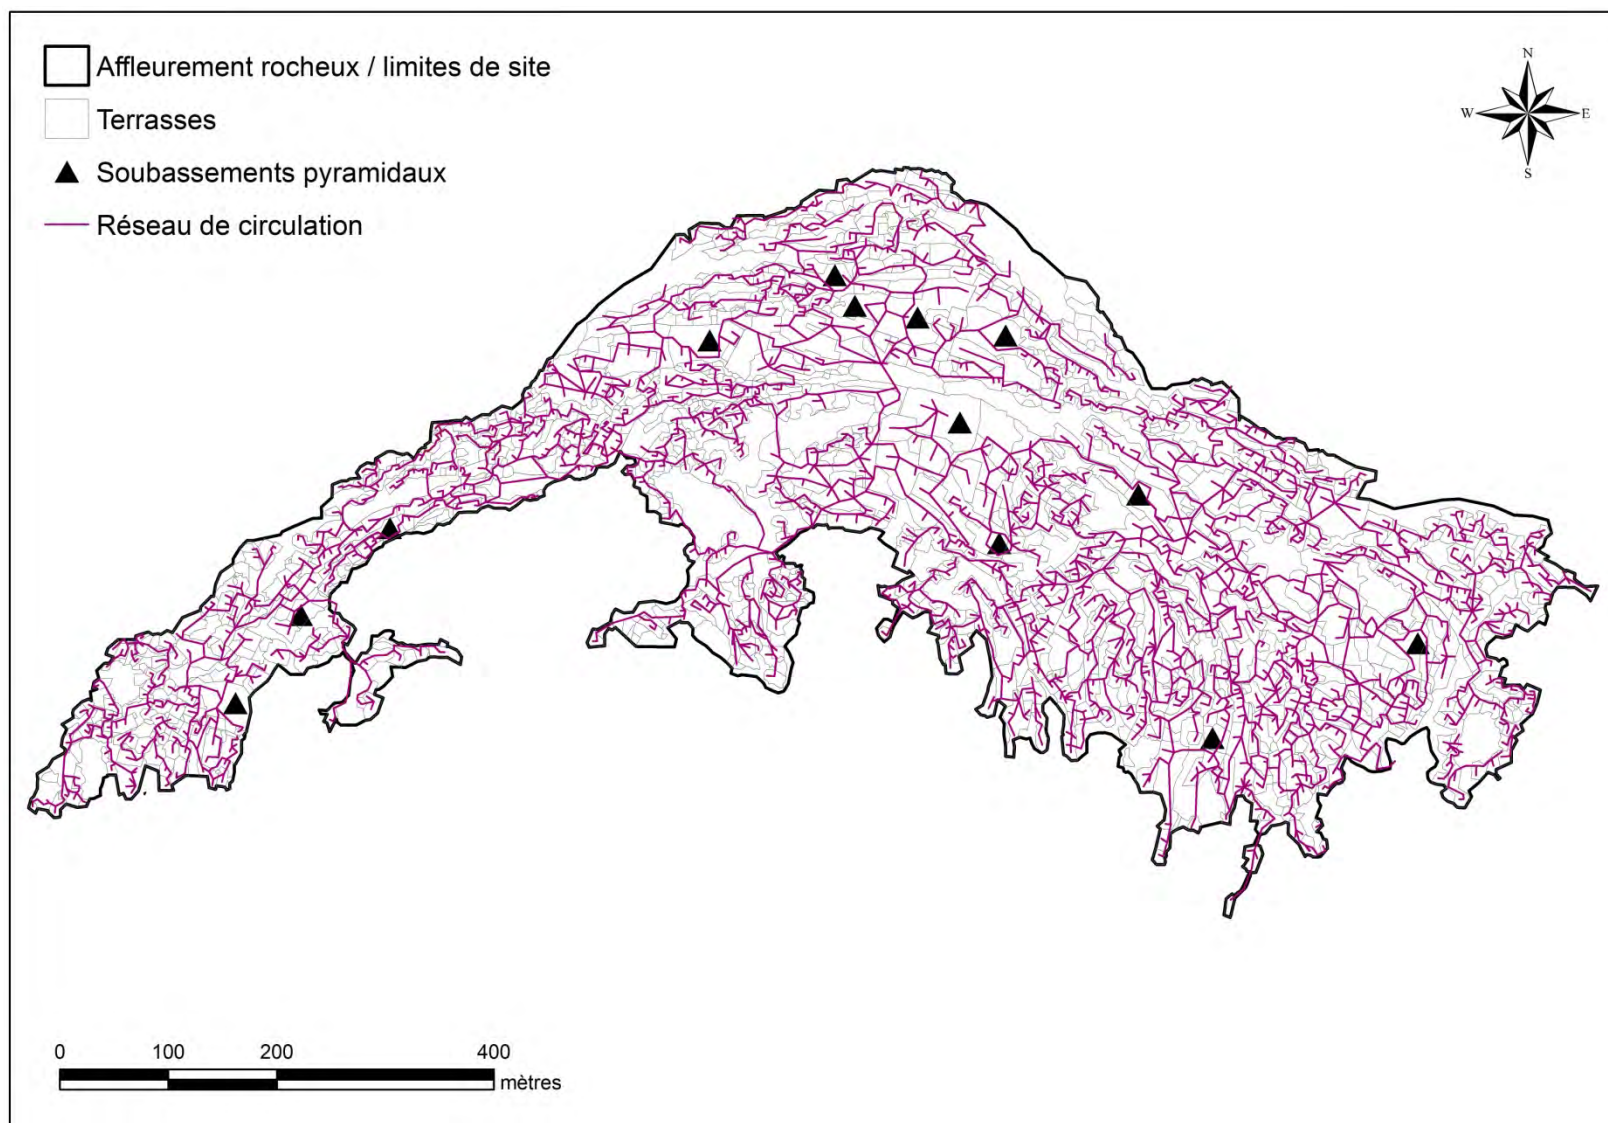 Affleurement rocheux / limites de site
Terrasses
Soubassements pyramidaux
Réseau de circulation
N
W E
S
0 100 200 400
mètres